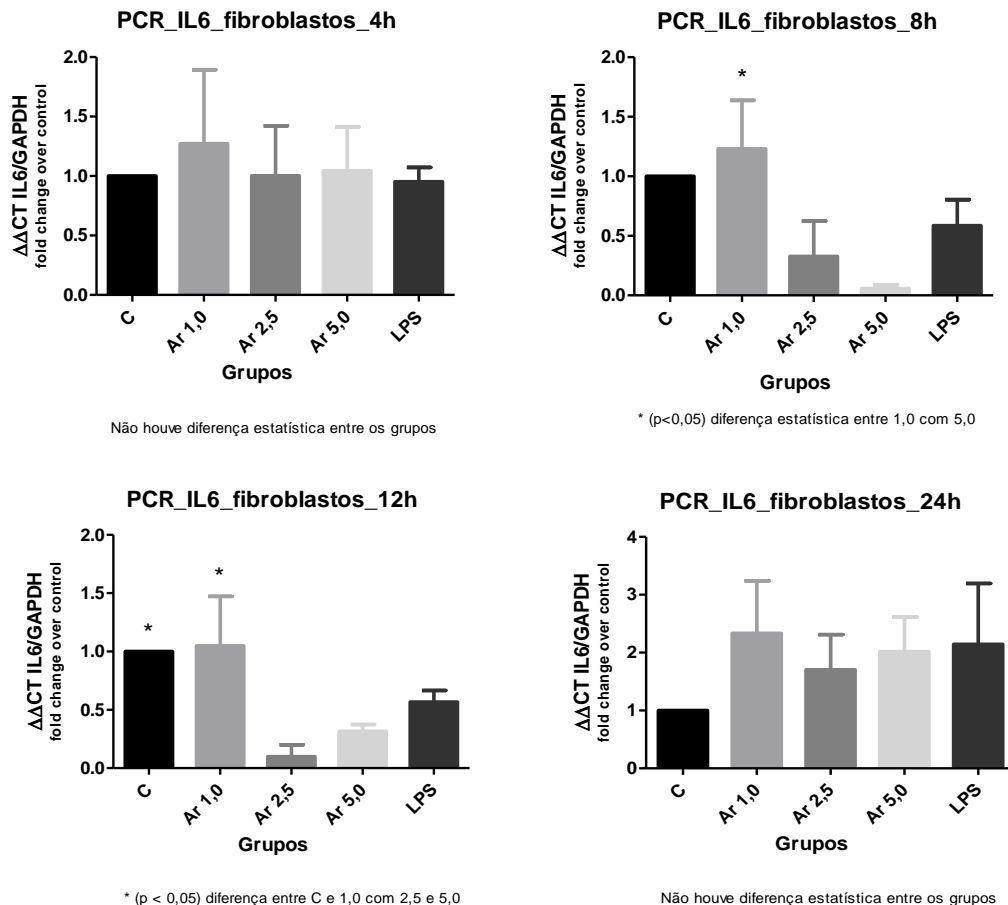 PCR_IL6_fibroblastos_4h
ΔΔCT IL6/GAPDH
fold change over control
2.0
1.5
1.0
0.5
0.0
C
Ar 1,0
Ar 2,5
Ar 5,0
LPS
Grupos
Não houve diferença estatística entre os grupos
PCR_IL6_fibroblastos_8h
ΔΔCT IL6/GAPDH
fold change over control
2.0
1.5
1.0
0.5
0.0
*
C
Ar 1,0
Ar 2,5
Ar 5,0
LPS
Grupos
* (p<0,05) diferença estatística entre 1,0 com 5,0
PCR_IL6_fibroblastos_12h
ΔΔCT IL6/GAPDH
fold change over control
2.0
1.5
1.0
0.5
0.0
*
*
C
Ar 1,0
Ar 2,5
Ar 5,0
LPS
Grupos
* (p < 0,05) diferença entre C e 1,0 com 2,5 e 5,0
PCR_IL6_fibroblastos_24h
ΔΔCT IL6/GAPDH
fold change over control
4
3
2
1
0
C
Ar 1,0
Ar 2,5
Ar 5,0
LPS
Grupos
Não houve diferença estatística entre os grupos